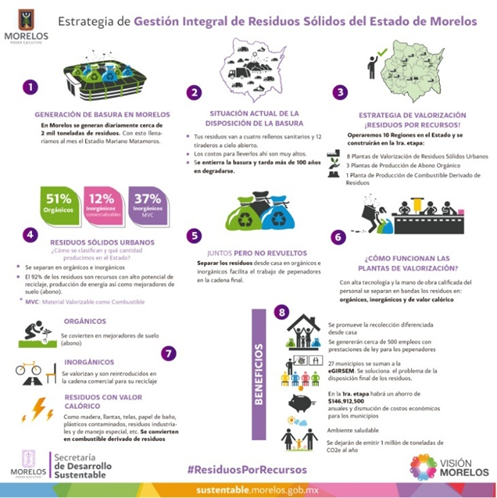 MORELOS
PODER EJECUTIVO
Estrategia de Gestión Integral de Residuos Sólidos del Estado de Morelos
1
GENERACIÓN DE BASURA EN MORELOS
En Morelos se generan diariamente cerca de
2 mil toneladas de residuos. Con esto llena-
ríamos al mes el Estadio Mariano Matamoros.
2
SITUACIÓN ACTUAL DE LA
DISPOSICIÓN DE LA BASURA
Tus residuos van a cuatro rellenos sanitarios y 12
tiraderos a cielo abierto.
Los costos para llevarlos ahí son muy altos.
Se entierra la basura y tarda más de 100 años
en degradarse.
3
ESTRATEGIA DE VALORIZACIÓN
¡RESIDUOS POR RECURSOS!
Operaremos 10 Regiones en el Estado y se
construirán en la 1ra. etapa:
8 Plantas de Valorización de Residuos Sólidos Urbanos
3 Plantas de Producción de Abono Orgánico
1 Planta de Producción de Combustible Derivado de
Residuos
51%
Orgánicos
12%
Inorgánicos
comercializables
37%
Inorgánicos
MVC
4
RESIDUOS SÓLIDOS URBANOS
¿Cómo se clasifican y qué cantidad
producimos en el Estado?
Se separan en orgánicos e inorgánicos
El 92% de los residuos son recursos con alto potencial de
reciclaje, producción de energía así como mejoradores de
suelo (abono).
MVC: Material Valorizable como Combustible
5
JUNTOS PERO NO REVUELTOS
Separar los residuos desde casa en orgánicos e
inorgánicos facilita el trabajo de pepenadores
en la cadena final.
6
¿CÓMO FUNCIONAN LAS
PLANTAS DE VALORIZACIÓN?
Con alta tecnología y la mano de obra calificada del
personal se separan en bandas los residuos en:
orgánicos, inorgánicos y de valor calórico
7
ORGÁNICOS
Se covierten en mejoradores de suelo
(abono)
INORGÁNICOS
Se valorizan y son reintroducidos en
la cadena comercial para su reciclaje
RESIDUOS CON VALOR
CALÓRICO
Como madera, llantas, telas, papel de baño,
plásticos contaminados, residuos industria-
les y de manejo especial, etc. Se convierten
en combustible derivado de residuos
8
BENEFICIOS
Se promueve la recolección diferenciada
desde casa
Se generarán cerca de 500 empleos con
prestaciones de ley para los pepenadores
27 municipios se suman a la
eGIRSEM. Se soluciona el problema de la
disposición final de los residuos.
En la 1ra. etapa habrá un ahorro de
$146,912,500
anuales y disminución de costos económicos
para los municipios
Ambiente saludable
Se dejarán de emitir 1 millón de toneladas de
CO2e al año
MORELOS
PODER EJECUTIVO
Secretaría
de Desarrollo
Sustentable
#ResiduosPorRecursos
VISIÓN
MORELOS
sustentable.morelos.gob.mx